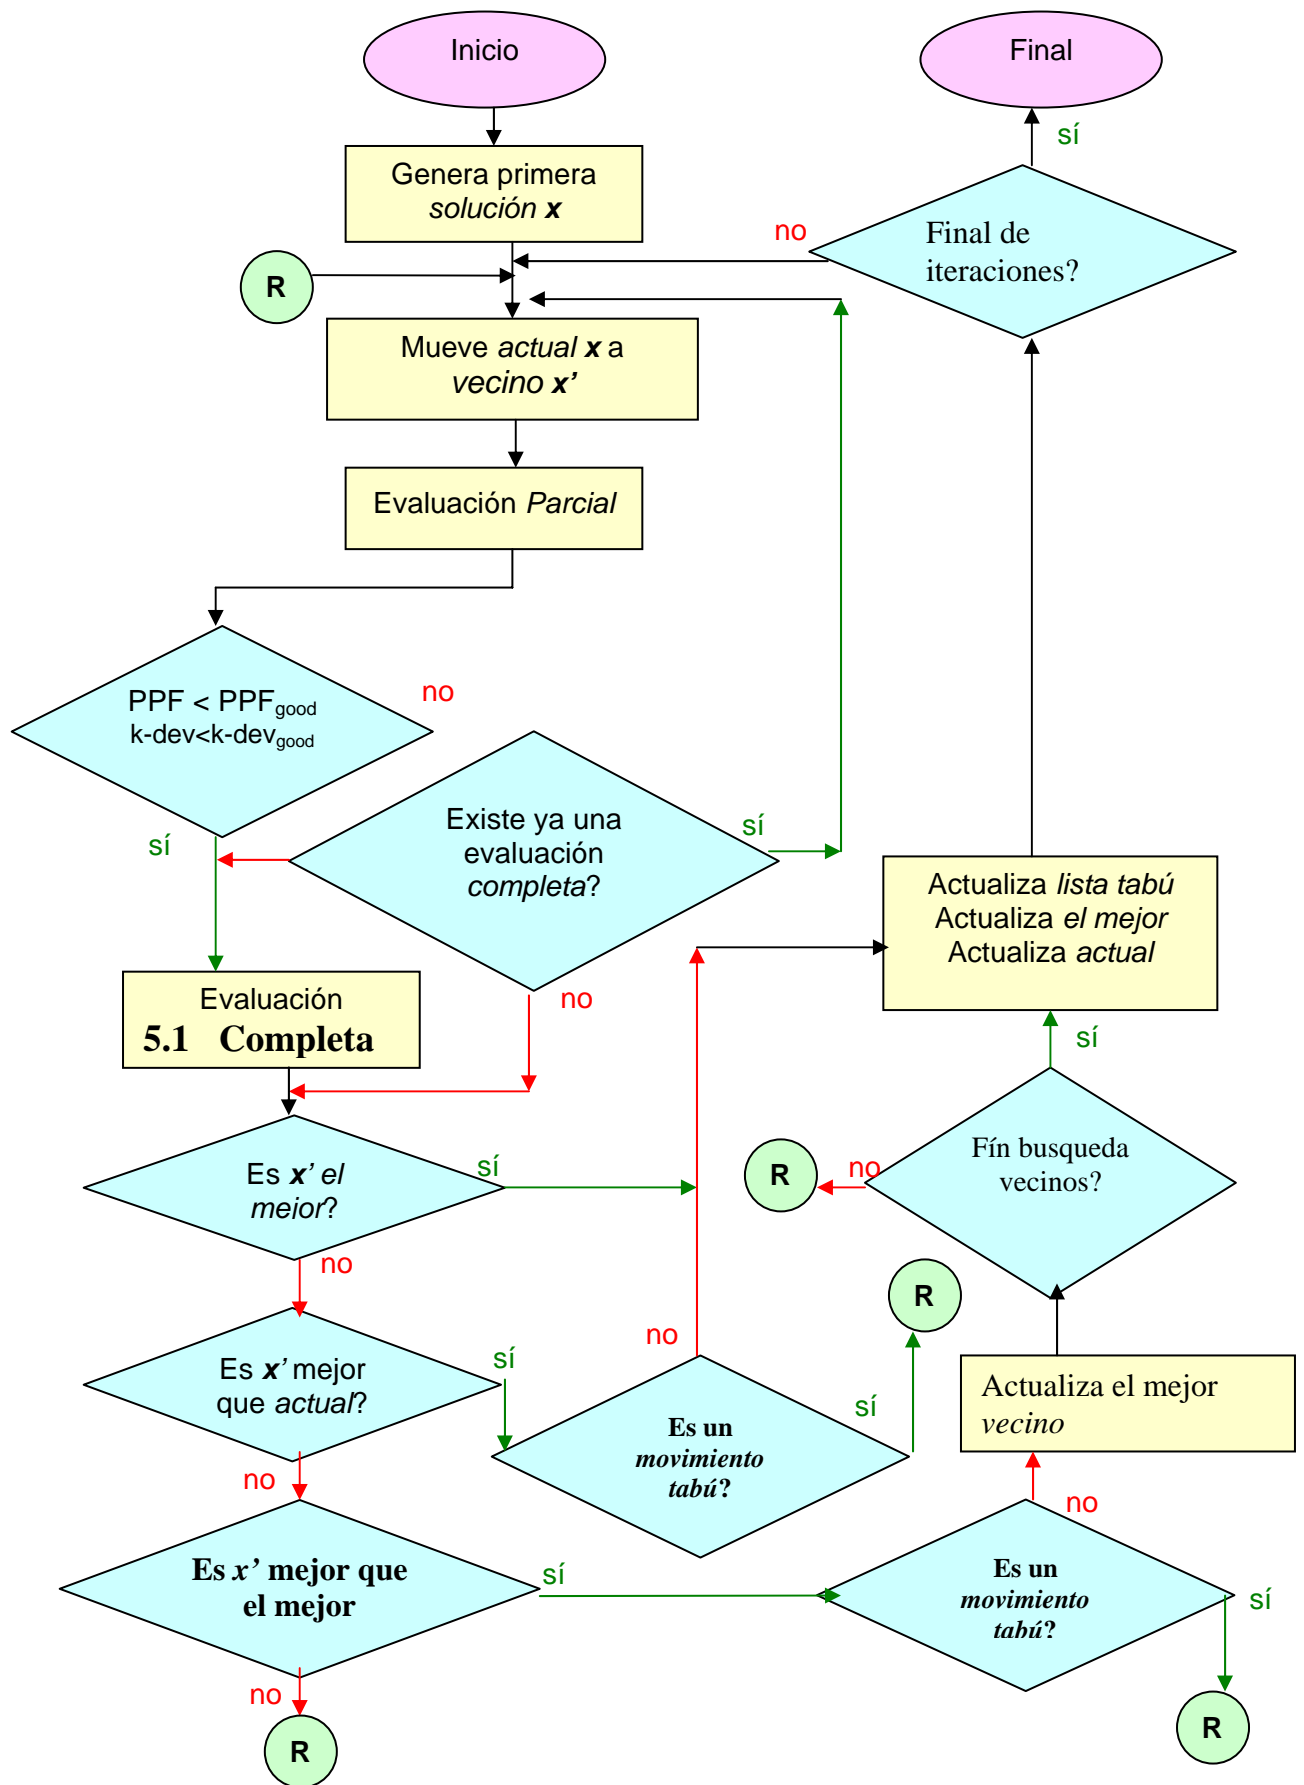 Inicio
Final
sí
Genera primera
solución x
no
Final de
iteraciones?
R
Mueve actual x a
vecino x’
Evaluación Parcial
PPF < PPFgood
k-dev<k-devgood
no
sí
Existe ya una
evaluación
completa?
sí
no
Actualiza lista tabú
Actualiza el mejor
Actualiza actual
sí
Evaluación
5.1 Completa
Fín busqueda
vecinos?
no
R
Es x’ el
meior?
sí
no
R
no
Es x’ mejor
que actual?
sí
no
Es un
movimiento
tabú?
sí
Actualiza el mejor
vecino
no
Es x’ mejor que
el mejor
sí
no
Es un
movimiento
tabú?
sí
R
R